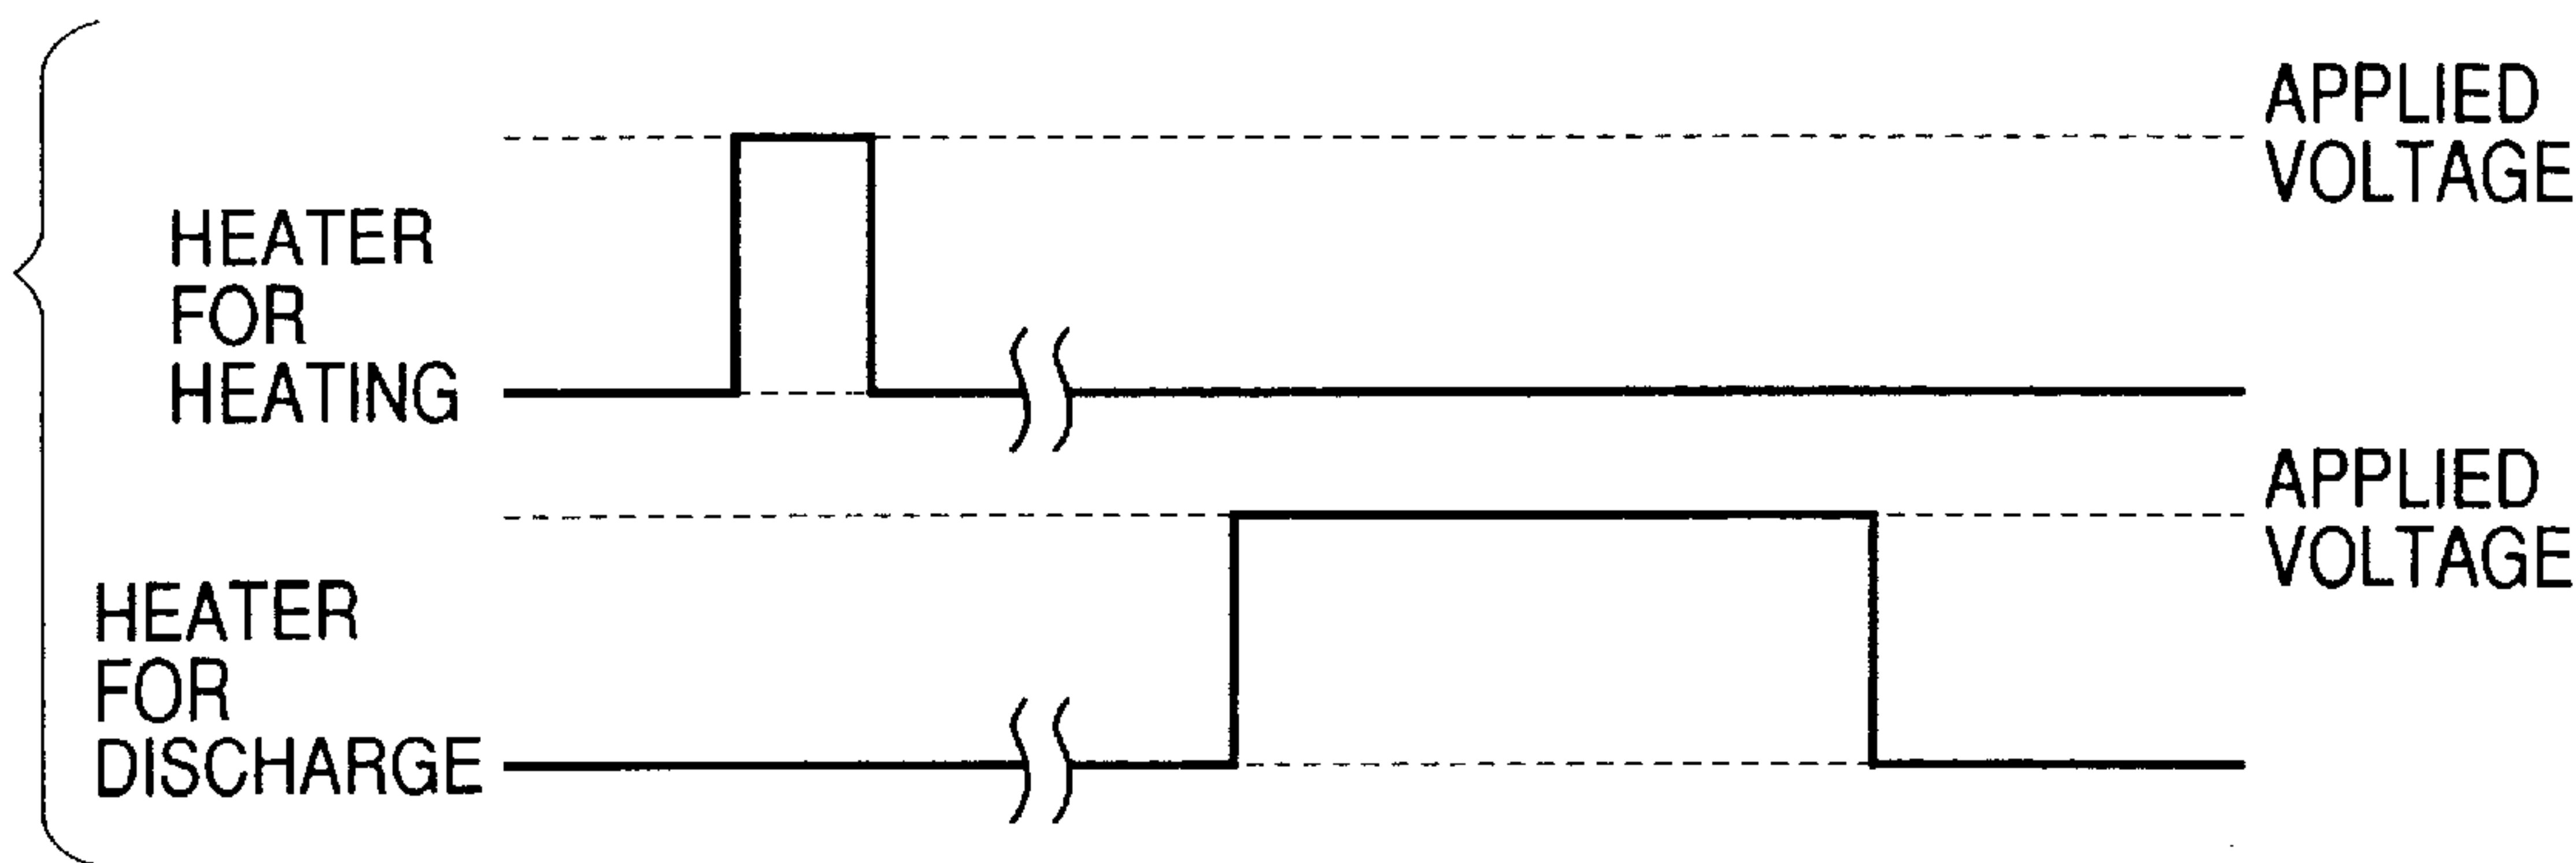 APPLIED
VOLTAGE
HEATER
FOR
HEATING
APPLIED
VOLTAGE
HEATER
FOR
DISCHARGE